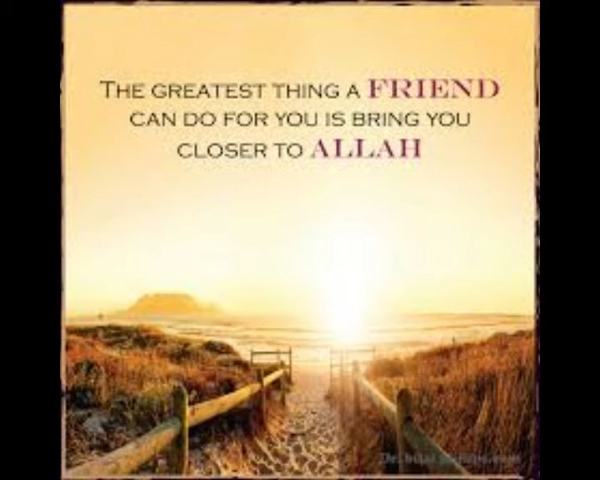 THE GREATEST THING A FRIEND
CAN DO FOR YOU IS BRING YOU
CLOSER TO ALLAH